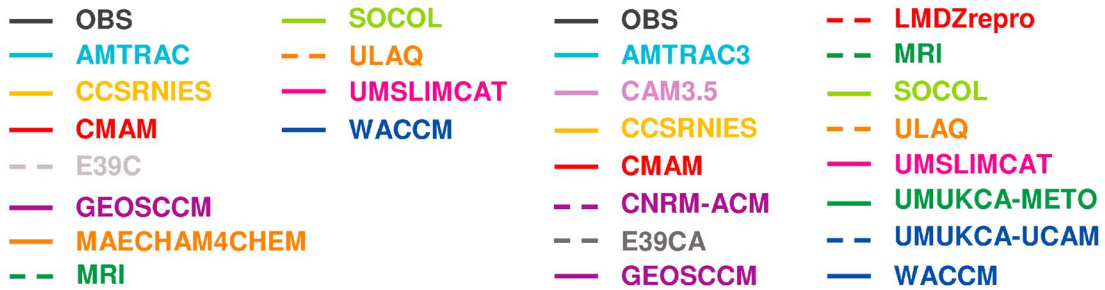 OBS
AMTRAC
CCSRNIES
CMAM
E39C
GEOSCCM
MAECHAM4CHEM
MRI
SOCOL
ULAQ
UMSLIMCAT
WACCM
OBS
AMTRAC3
CAM3.5
CCSRNIES
CMAM
CNRM-ACM
E39CA
GEOSCCM
LMDZrepro
MRI
SOCOL
ULAQ
UMSLIMCAT
UMUKCA-METO
UMUKCA-UCAM
WACCM